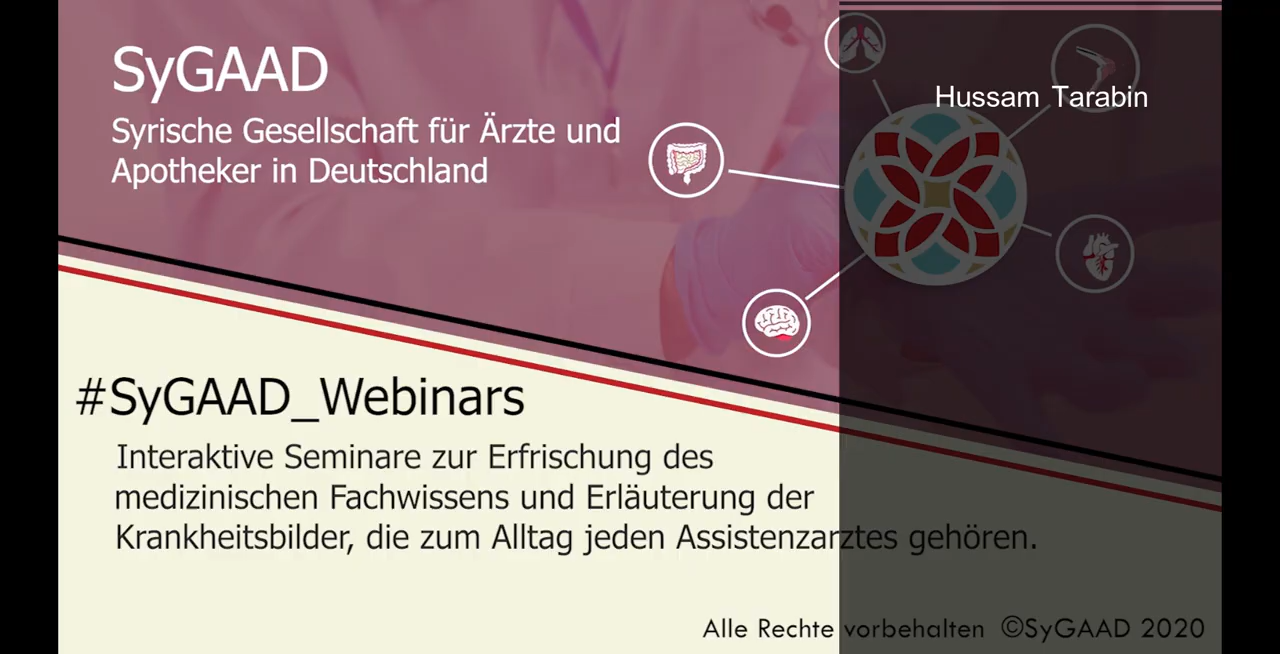 SyGAAD
Syrische Gesellschaft für Ärzte und
Apotheker in Deutschland
Hussam Tarabin
#SyGAAD_Webinars
Interaktive Seminare zur Erfrischung des
medizinischen Fachwissens und Erläuterung der
Krankheitsbilder, die zum Alltag jeden Assistenzarztes gehören.
Alle Rechte vorbehalten ©SyGAAD 2020